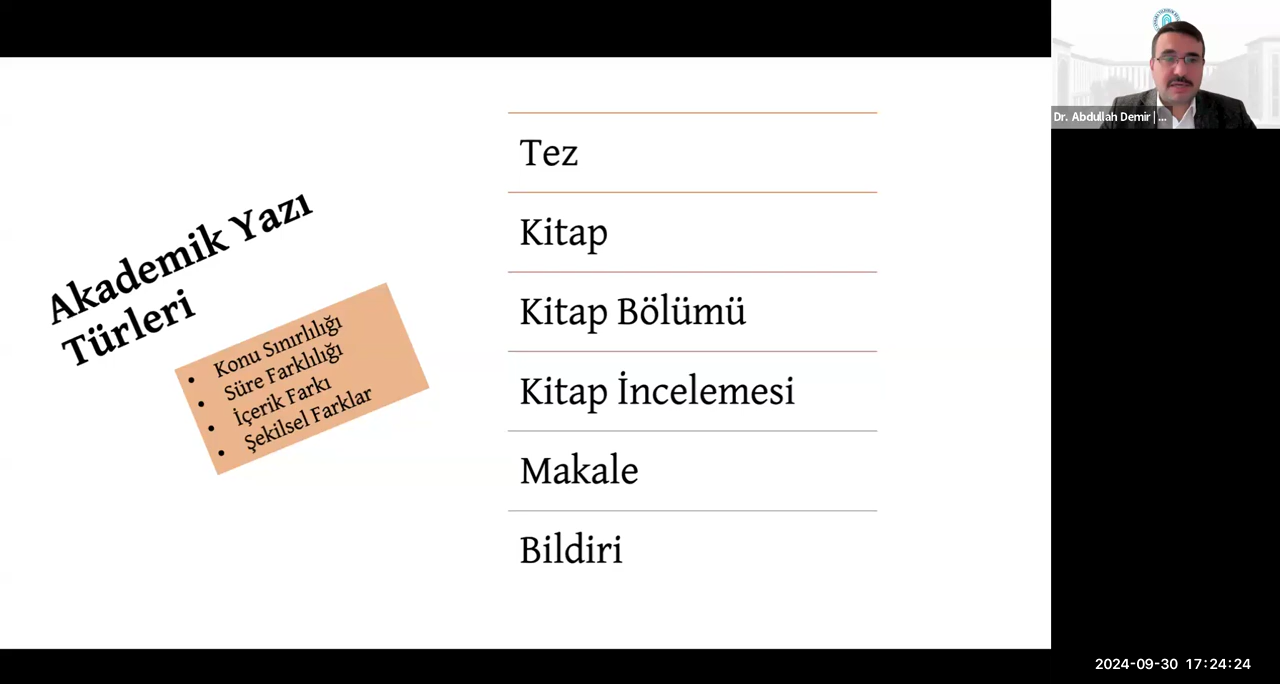 Akademik Yazı
Türleri
• Konu Sınırlılığı
• Süre Farklılığı
• İçerik Farkı
• Şekilsel Farklar
Tez
Kitap
Kitap Bölümü
Kitap İncelemesi
Makale
Bildiri
Dr. Abdullah Demir | ...
2024-09-30 17:24:24